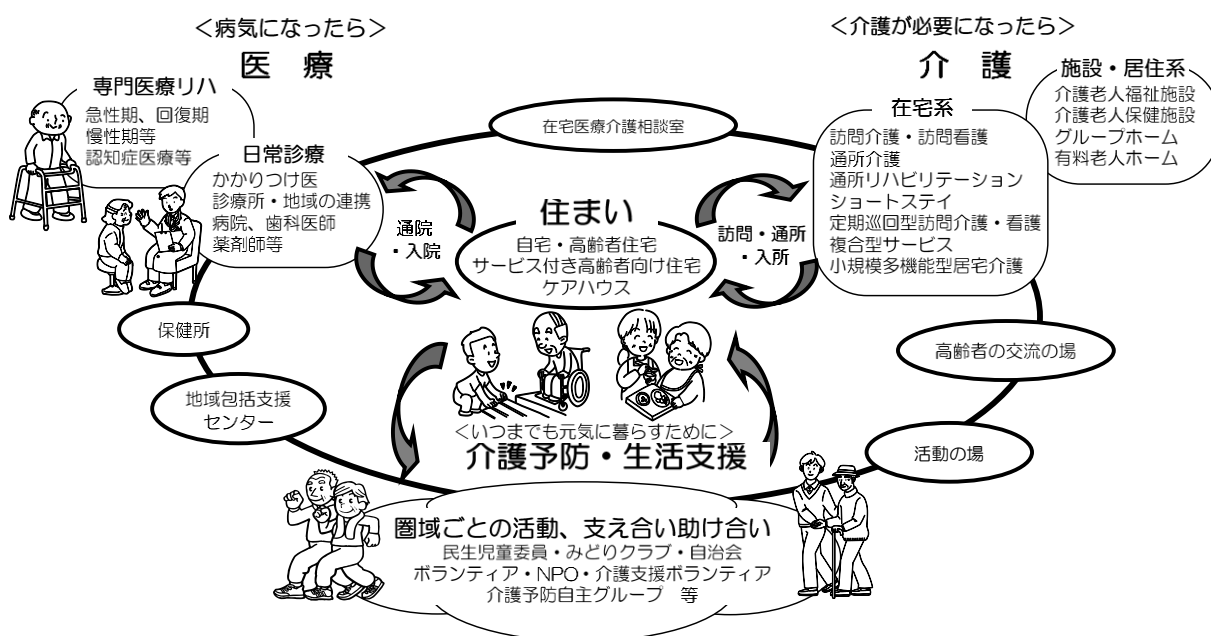 <病気になったら>
医 療
専門医療リハ
急性期、回復期
慢性期等
認知症医療等
日常診療
かかりつけ医
診療所・地域の連携
病院、歯科医師
薬剤師等
在宅医療介護相談室
<介護が必要になったら>
介 護
施設・居住系
介護老人福祉施設
介護老人保健施設
グループホーム
有料老人ホーム
在宅系
訪問介護・訪問看護
通所介護
通所リハビリテーション
ショートステイ
定期巡回型訪問介護・看護
複合型サービス
小規模多機能型居宅介護
通院
・入院
住まい
自宅・高齢者住宅
サービス付き高齢者向け住宅
ケアハウス
訪問・通所
・入所
保健所
地域包括支援
センター
高齢者の交流の場
活動の場
<いつまでも元気に暮らすために>
介護予防・生活支援
圏域ごとの活動、支え合い助け合い
民生児童委員・みどりクラブ・自治会
ボランティア・NPO・介護支援ボランティア
介護予防自主グループ 等